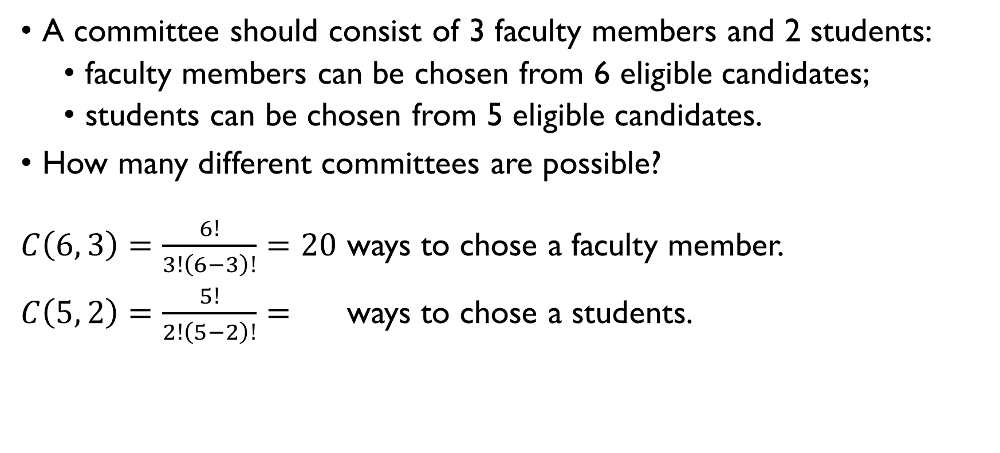 • A committee should consist of 3 faculty members and 2 students:
• faculty members can be chosen from 6 eligible candidates;
• students can be chosen from 5 eligible candidates.
• How many different committees are possible?
C(6, 3) = 6! / 3!(6−3)! = 20 ways to chose a faculty member.
C(5, 2) = 5! / 2!(5−2)! = ways to chose a students.